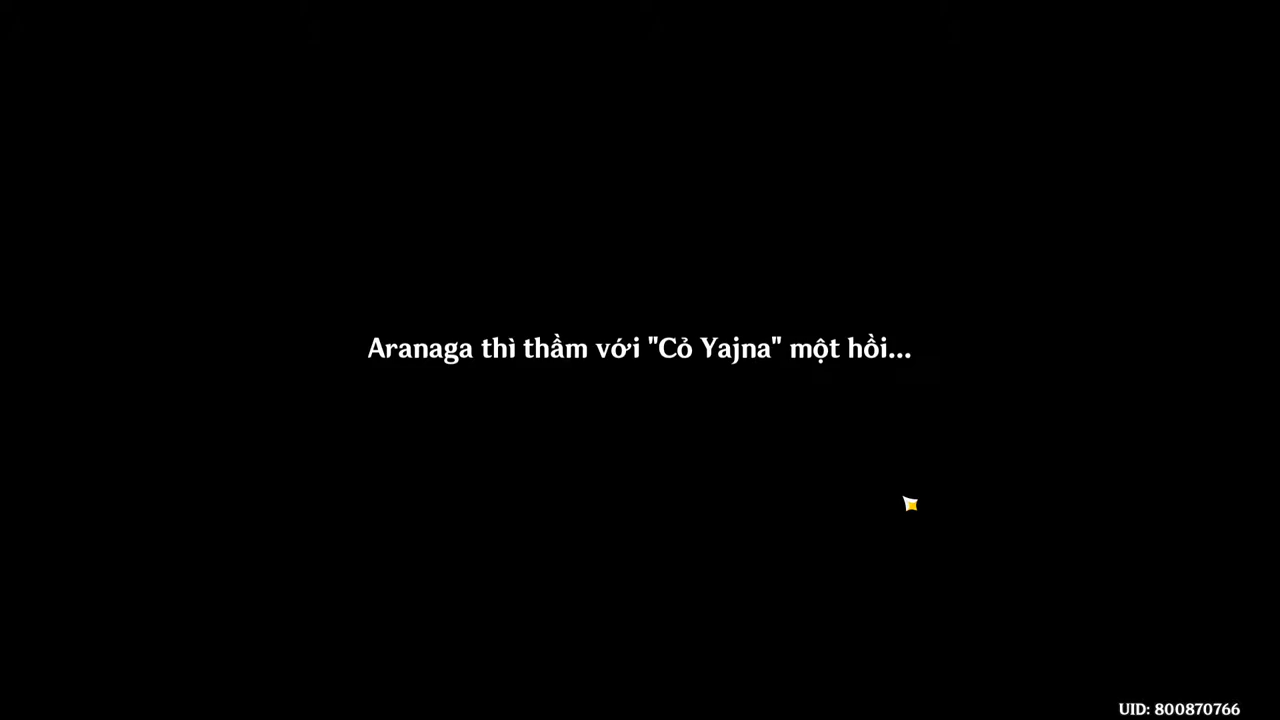 Aranaga thì thầm với "Cỏ Yajna" một hồi...
UID: 800870766